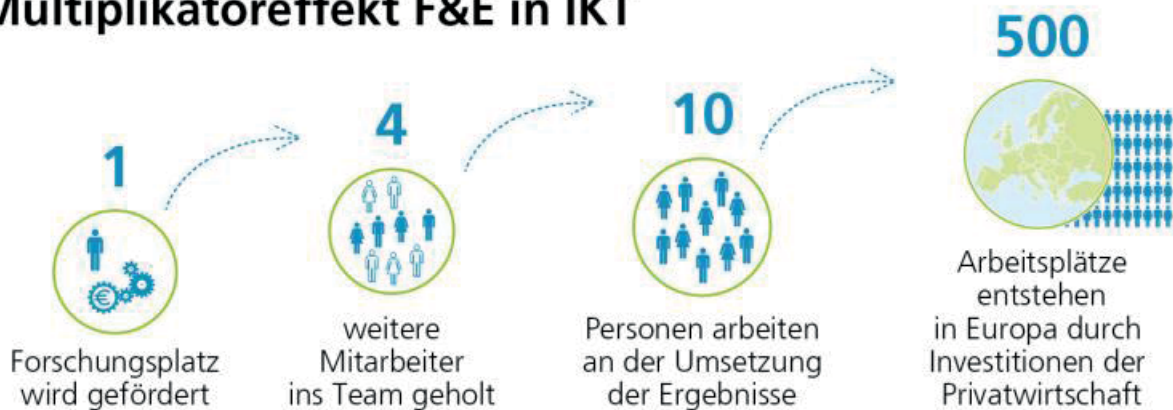 Multiplikatoreffekt F&E in IKT
1
Forschungsplatz
wird gefördert
4
weitere
Mitarbeiter
ins Team geholt
10
Personen arbeiten
an der Umsetzung
der Ergebnisse
500
Arbeitsplätze
entstehen
in Europa durch
Investitionen der
Privatwirtschaft
€